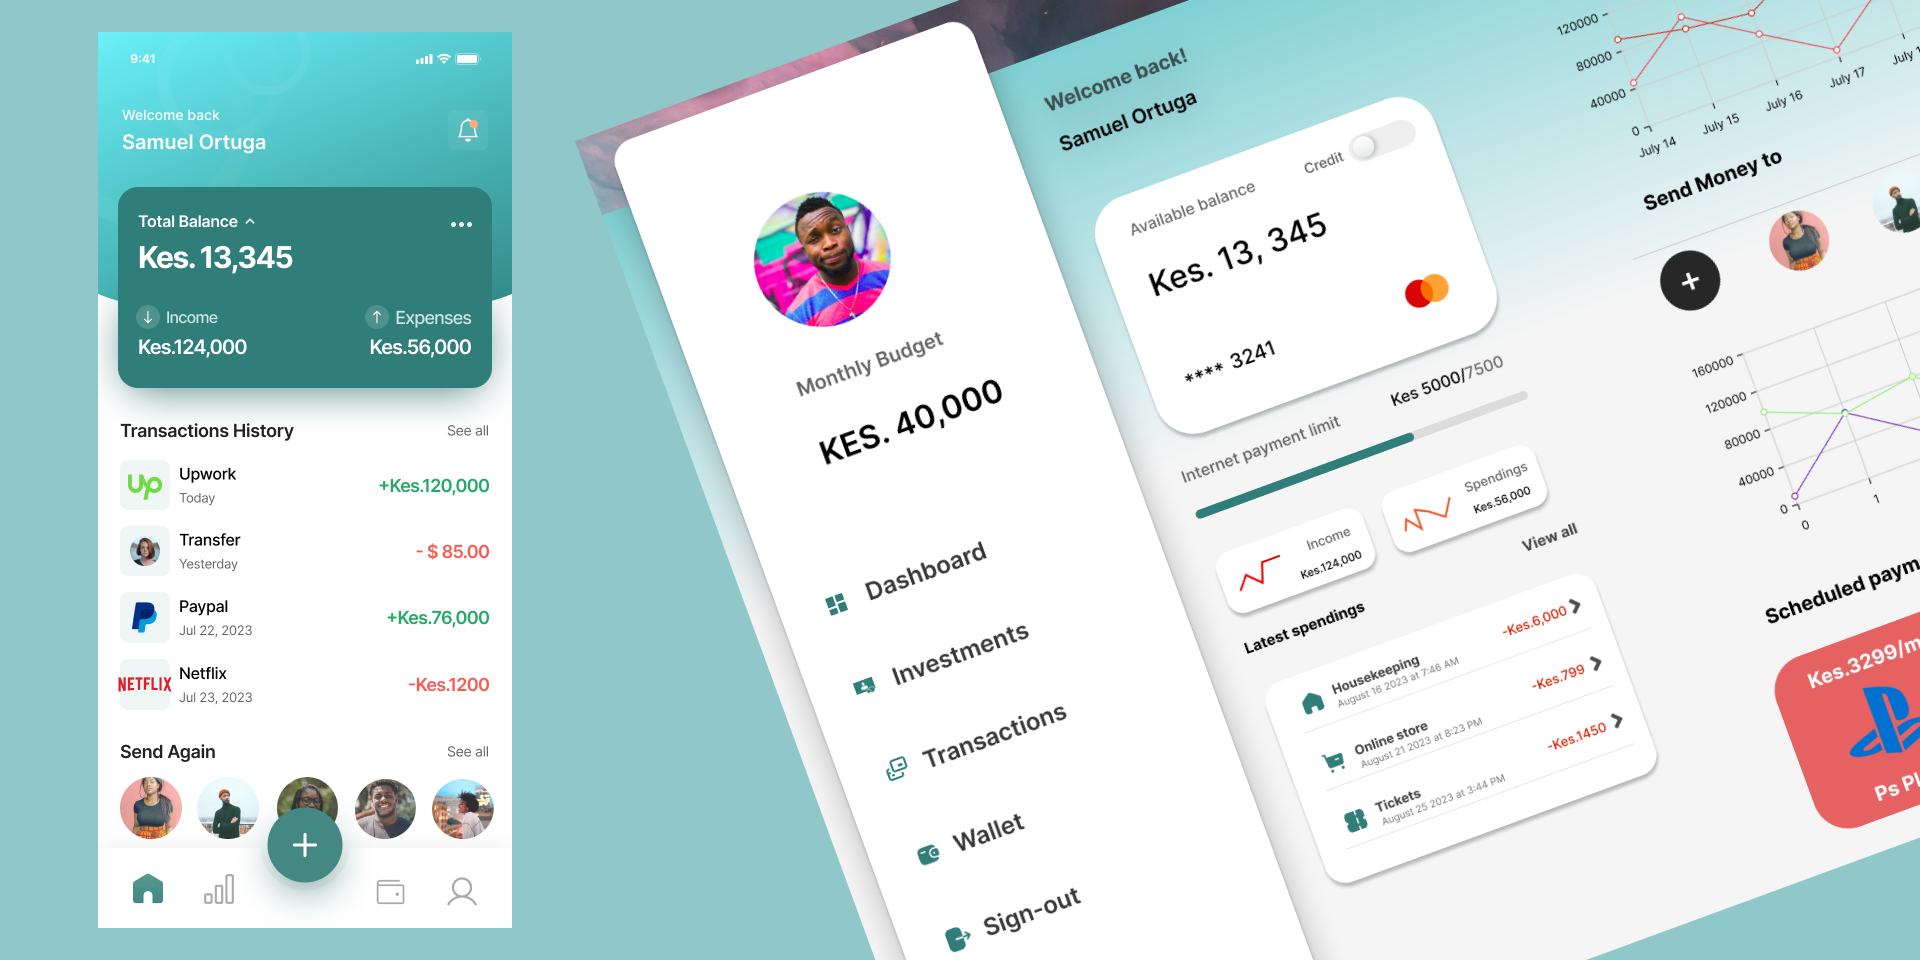 9:41
Welcome back
Samuel Ortuga
Total Balance
Kes. 13,345
Income
Expenses
Kes.124,000
Kes.56,000
Transactions History
See all
Up
Upwork
Today
+Kes.120,000
Transfer
Yesterday
- $ 85.00
Paypal
Jul 22, 2023
+Kes.76,000
NETFLIX
Netflix
Jul 23, 2023
-Kes.1200
Send Again
See all
Monthly Budget
KES. 40,000
Dashboard
Investments
Transactions
Wallet
Sign-out
Welcome back!
Samuel Ortuga
Available balance
Credit
Kes. 13, 345
**** 3241
Internet payment limit
Kes 5000/7500
Income
Kes.124,000
Spendings
Kes.56,000
View all
Latest spendings
Housekeeping
August 16 2023 at 7:46 AM
-Kes.6,000
Online store
August 21 2023 at 8:23 PM
-Kes.799
Tickets
August 25 2023 at 3:44 PM
-Kes.1450
120000
80000
40000
0
July 14
July 15
July 16
July 17
July
Send Money to
160000
120000
80000
40000
0
0
1
Scheduled paym
Kes.3299/m
Ps Pl